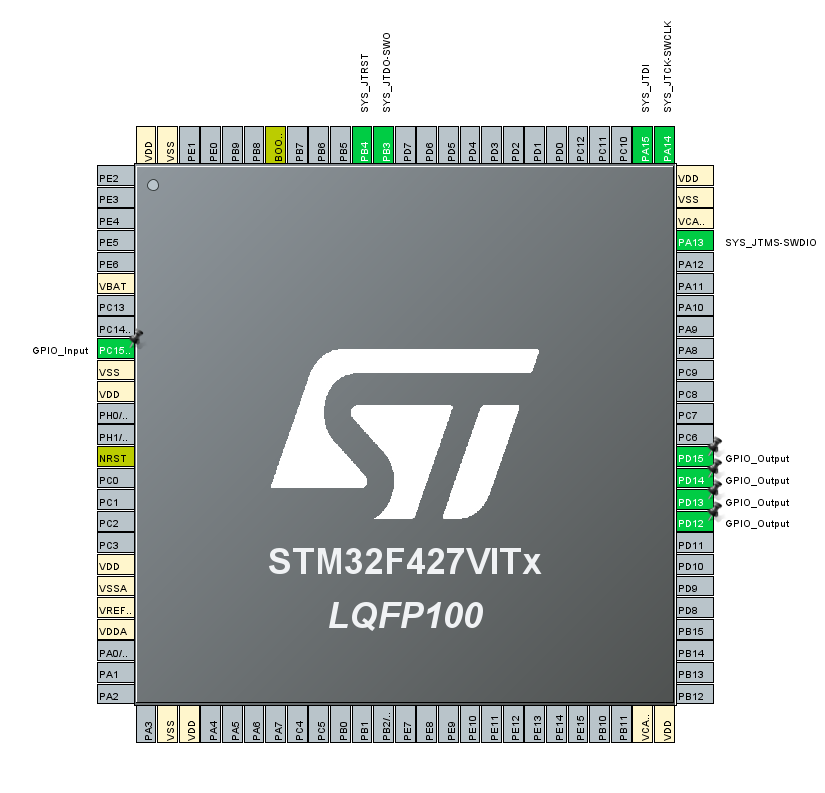 SYS_JTRST
SYS_JTDO-SWO
SYS_JTDI
SYS_JTCK-SWCLK
VDD
VSS
PE1
PE0
PB9
PB8
BOO..
PB7
PB6
PB5
PB4
PB3
PD7
PD6
PD5
PD4
PD3
PD2
PD1
PD0
PC12
PC11
PC10
PA15
PA14
PE2
PE3
PE4
PE5
PE6
VBAT
PC13
PC14..
GPIO_Input
PC15..
VSS
VDD
PH0/..
PH1/..
NRST
PC0
PC1
PC2
PC3
VDD
VSSA
VREF..
VDDA
PA0/..
PA1
PA2
ST
STM32F427VITx
LQFP100
VDD
VSS
VCA..
PA13 SYS_JTMS-SWDIO
PA12
PA11
PA10
PA9
PA8
PC9
PC8
PC7
PC6
PD15 GPIO_Output
PD14 GPIO_Output
PD13 GPIO_Output
PD12 GPIO_Output
PD11
PD10
PD9
PD8
PB15
PB14
PB13
PB12
PA3
VSS
VDD
PA4
PA5
PA6
PA7
PC4
PC5
PB0
PB1
PB2/..
PE7
PE8
PE9
PE10
PE11
PE12
PE13
PE14
PE15
PB10
PB11
VCA..
VDD